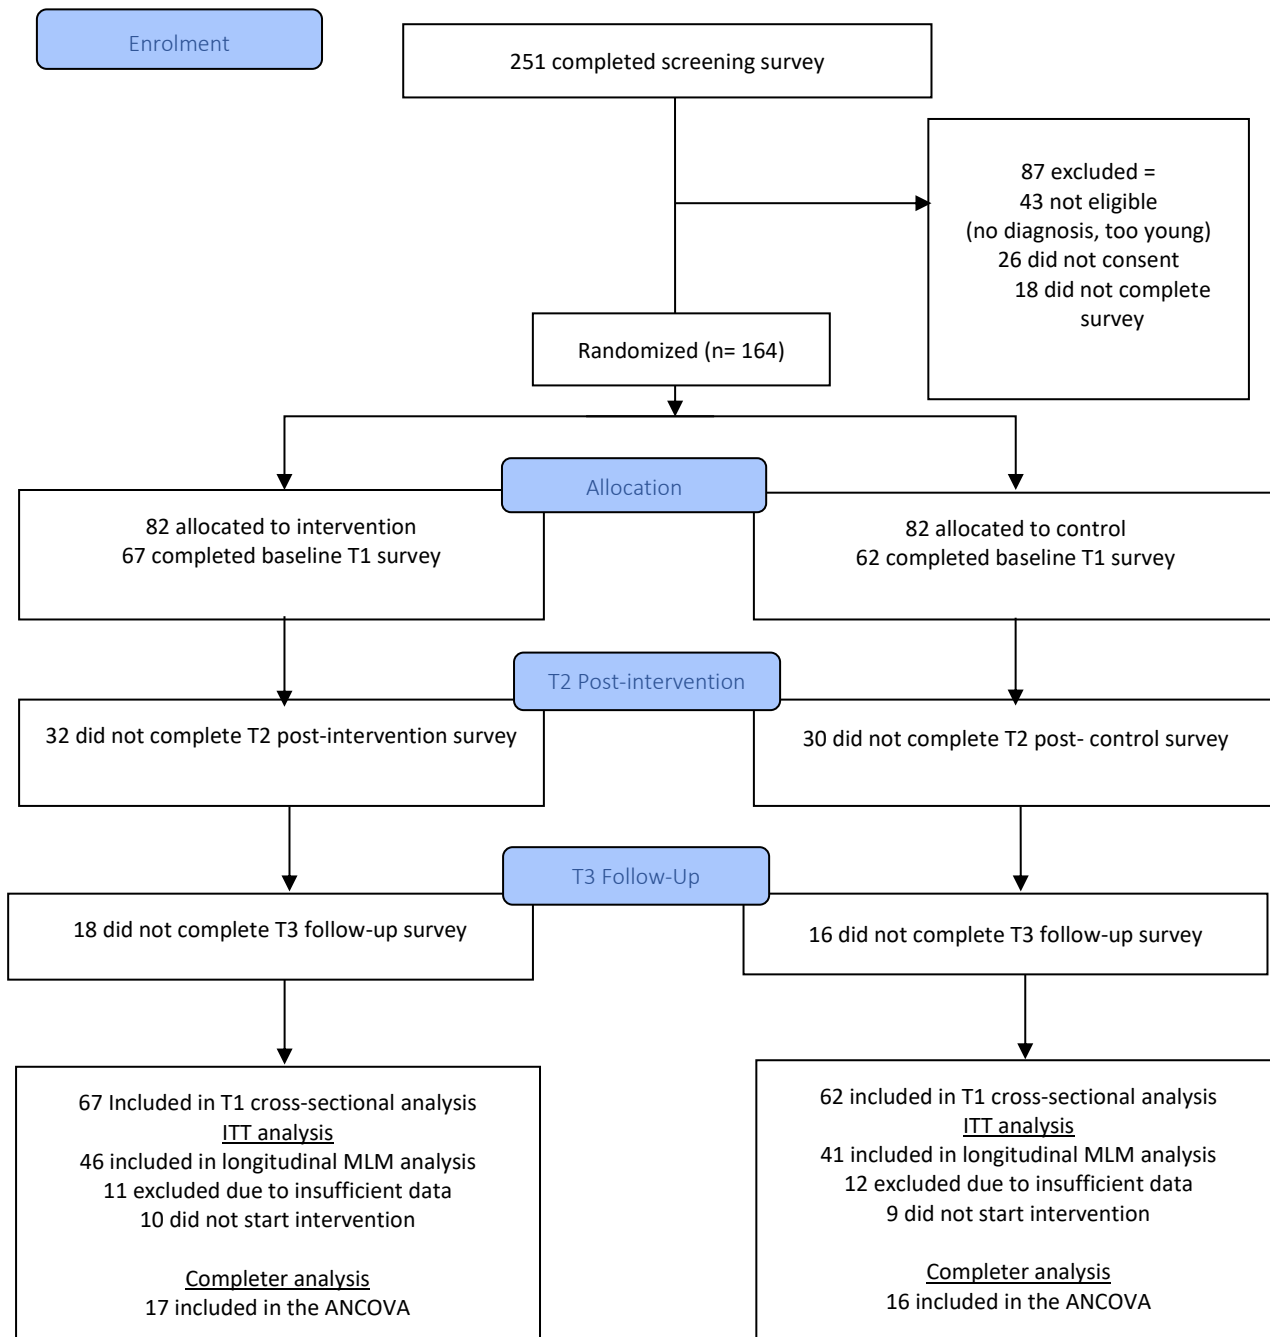 Enrolment
251 completed screening survey
87 excluded =
43 not eligible
(no diagnosis, too young)
26 did not consent
18 did not complete
survey
Randomized (n= 164)
Allocation
82 allocated to intervention
67 completed baseline T1 survey
82 allocated to control
62 completed baseline T1 survey
T2 Post-intervention
32 did not complete T2 post-intervention survey
30 did not complete T2 post- control survey
T3 Follow-Up
18 did not complete T3 follow-up survey
16 did not complete T3 follow-up survey
67 Included in T1 cross-sectional analysis
ITT analysis
46 included in longitudinal MLM analysis
11 excluded due to insufficient data
10 did not start intervention
Completer analysis
17 included in the ANCOVA
62 included in T1 cross-sectional analysis
ITT analysis
41 included in longitudinal MLM analysis
12 excluded due to insufficient data
9 did not start intervention
Completer analysis
16 included in the ANCOVA